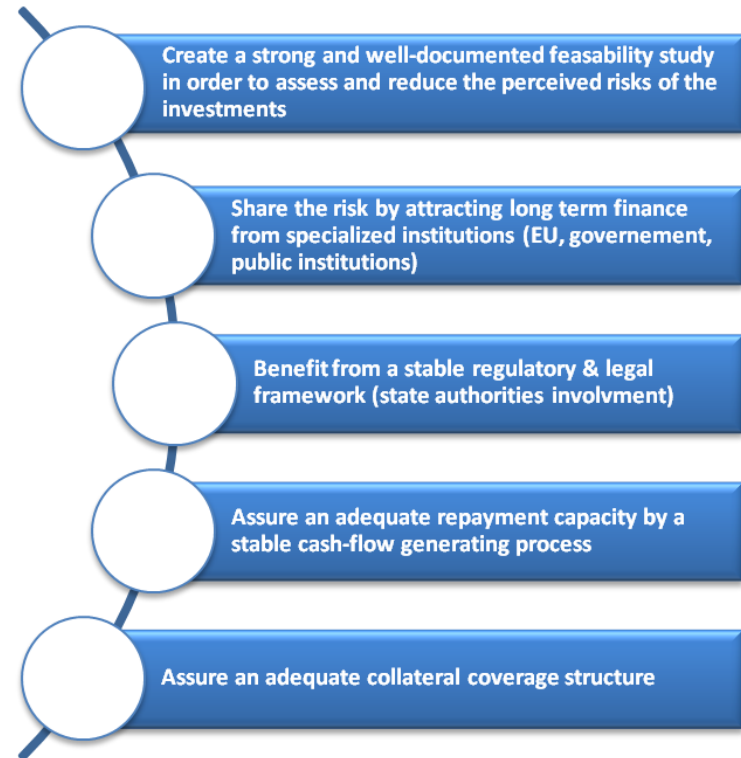 Create a strong and well-documented feasability study
in order to assess and reduce the perceived risks of the
investments
Share the risk by attracting long term finance
from specialized institutions (EU, governement,
public institutions)
Benefit from a stable regulatory & legal
framework (state authorities involvment)
Assure an adequate repayment capacity by a
stable cash-flow generating process
Assure an adequate collateral coverage structure